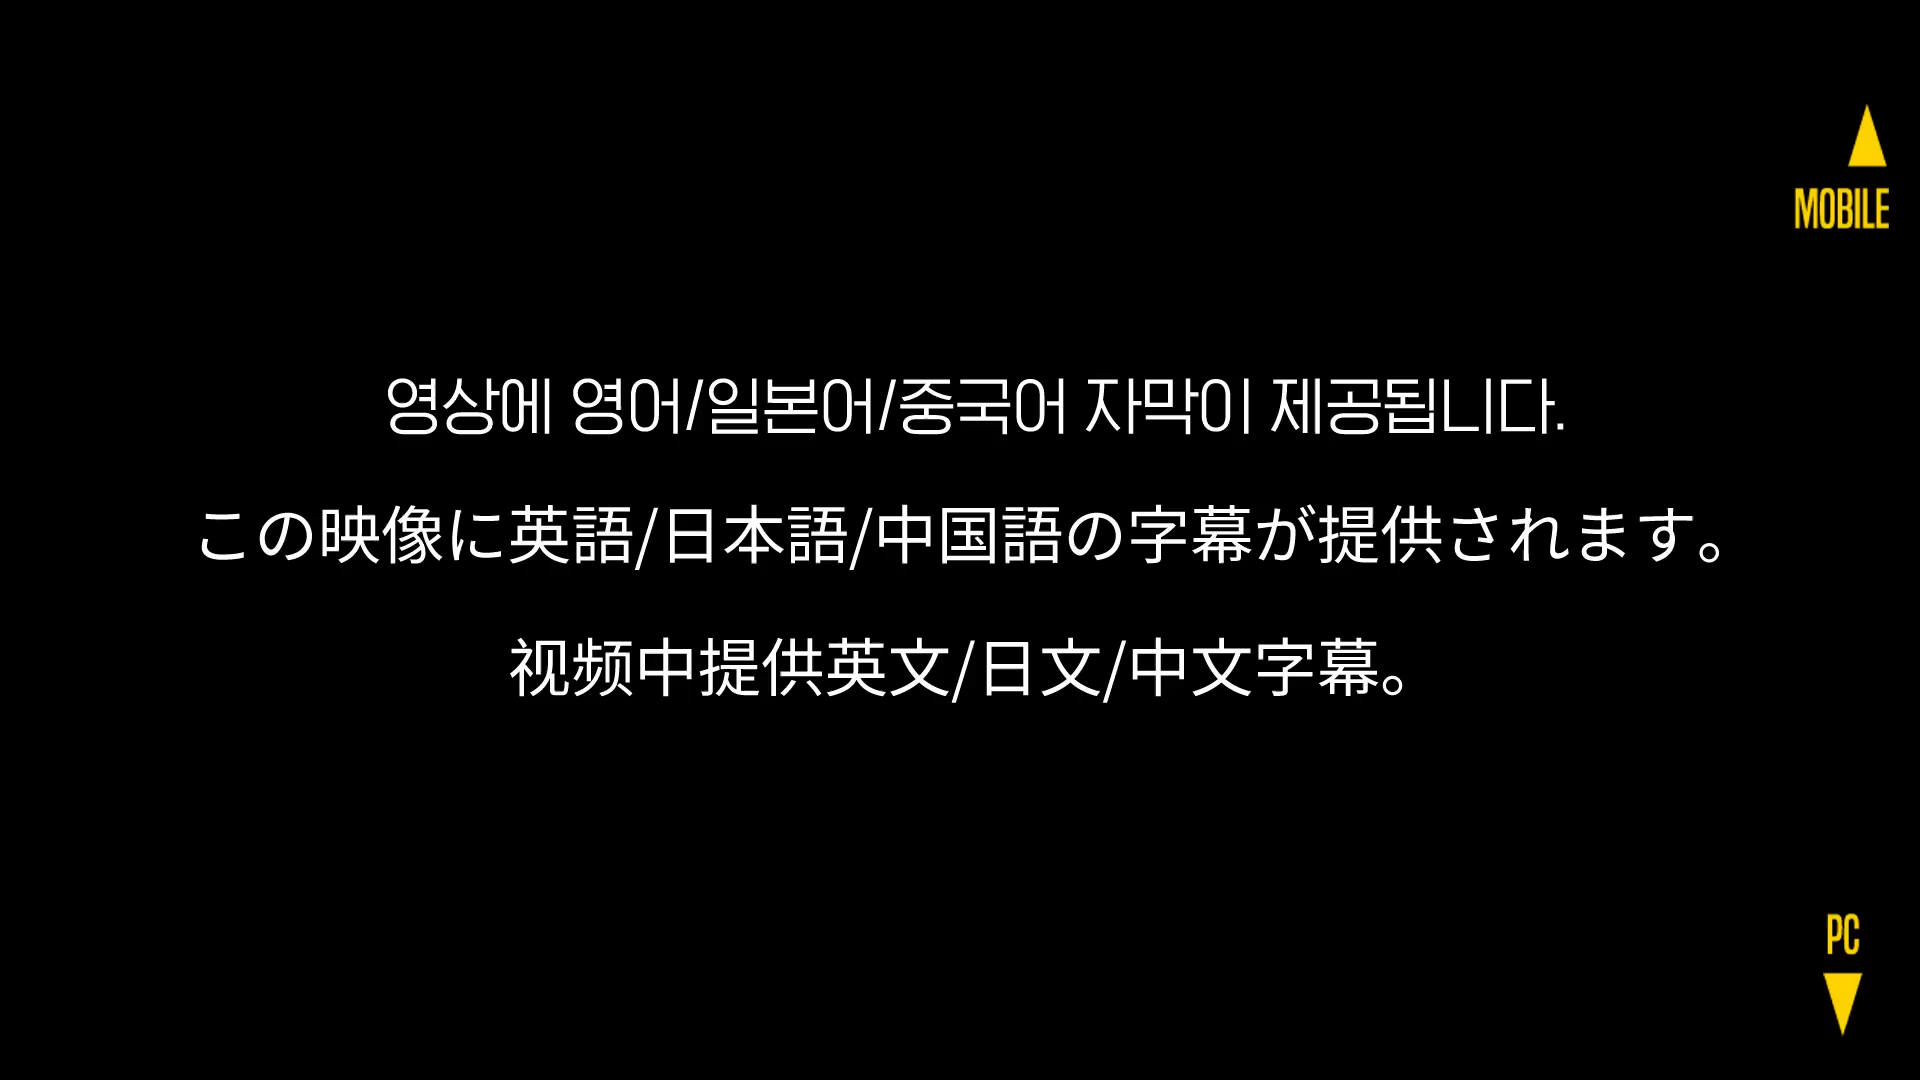 MOBILE
영상에 영어/일본어/중국어 자막이 제공됩니다.
この映像に英語/日本語/中国語の字幕が提供されます。
视频中提供英文/日文/中文字幕。
PC